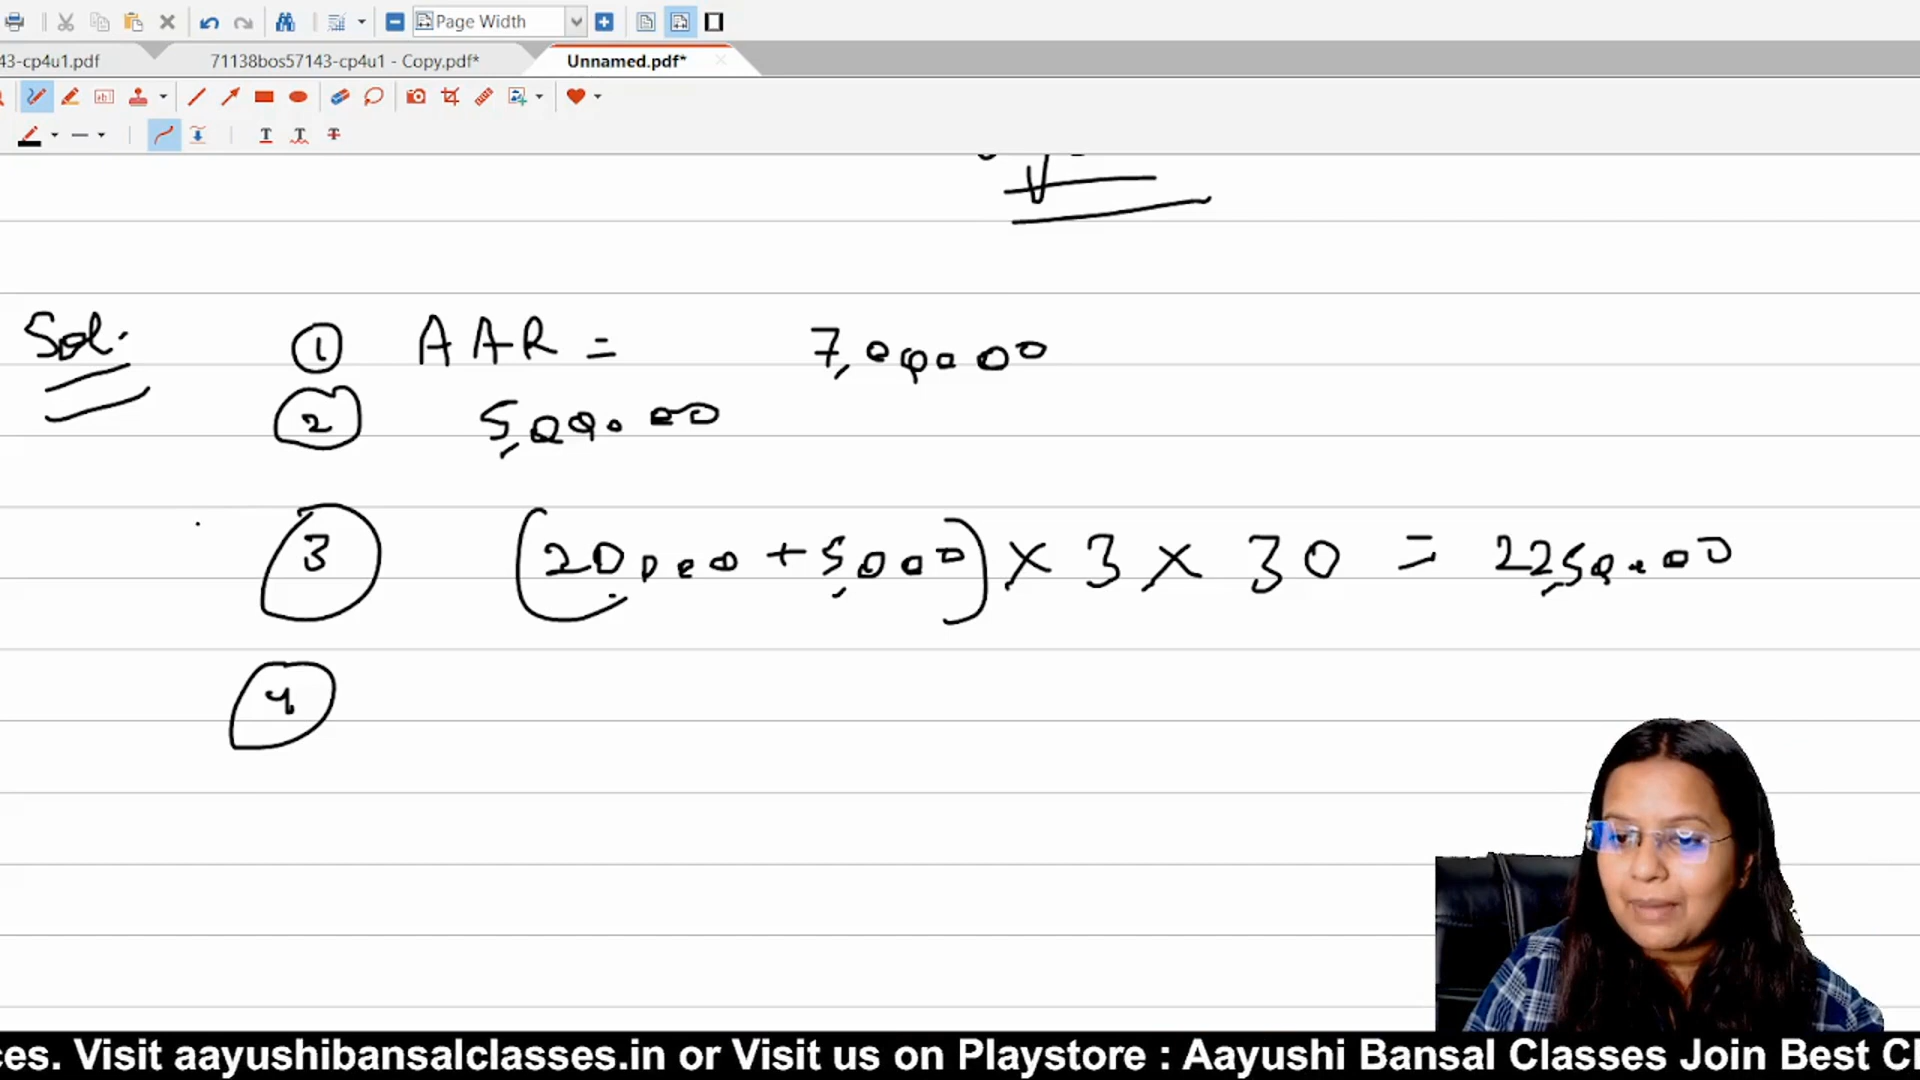 Page Width
43-cp4u1.pdf
71138bos57143-cp4u1 - Copy.pdf*
Unnamed.pdf*
Sol. ① AAR = 7,00,000
② 5,00,000
③ (20,000 + 5,000) × 3 × 30 = 22,50,000
④
ces. Visit aayushibansalclasses.in or Visit us on Playstore : Aayushi Bansal Classes Join Best Cl